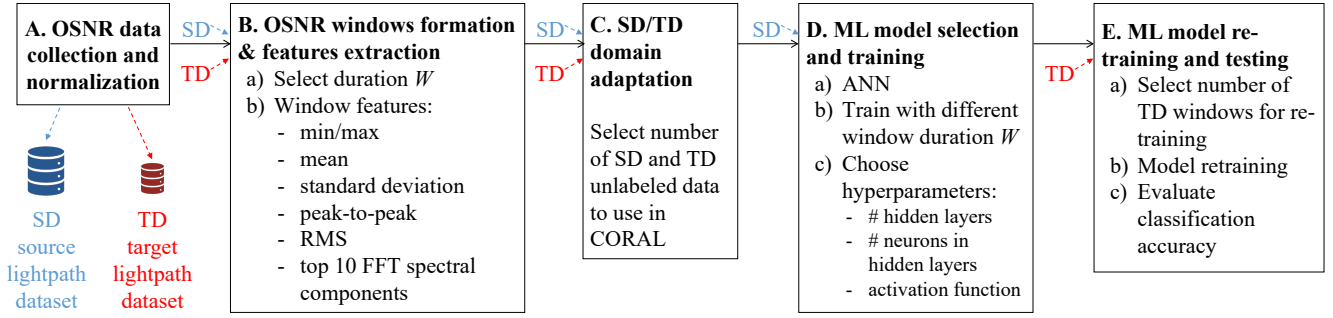 A. OSNR data
collection and
normalization
SD
source
lightpath
dataset
TD
target
lightpath
dataset
SD
TD
B. OSNR windows formation
& features extraction
a) Select duration W
b) Window features:
- min/max
- mean
- standard deviation
- peak-to-peak
- RMS
- top 10 FFT spectral
components
SD
TD
C. SD/TD
domain
adaptation
Select number
of SD and TD
unlabeled data
to use in
CORAL
SD
D. ML model selection
and training
a) ANN
b) Train with different
window duration W
c) Choose
hyperparameters:
- # hidden layers
- # neurons in
hidden layers
- activation function
TD
E. ML model re-
training and testing
a) Select number of
TD windows for re-
training
b) Model retraining
c) Evaluate
classification
accuracy